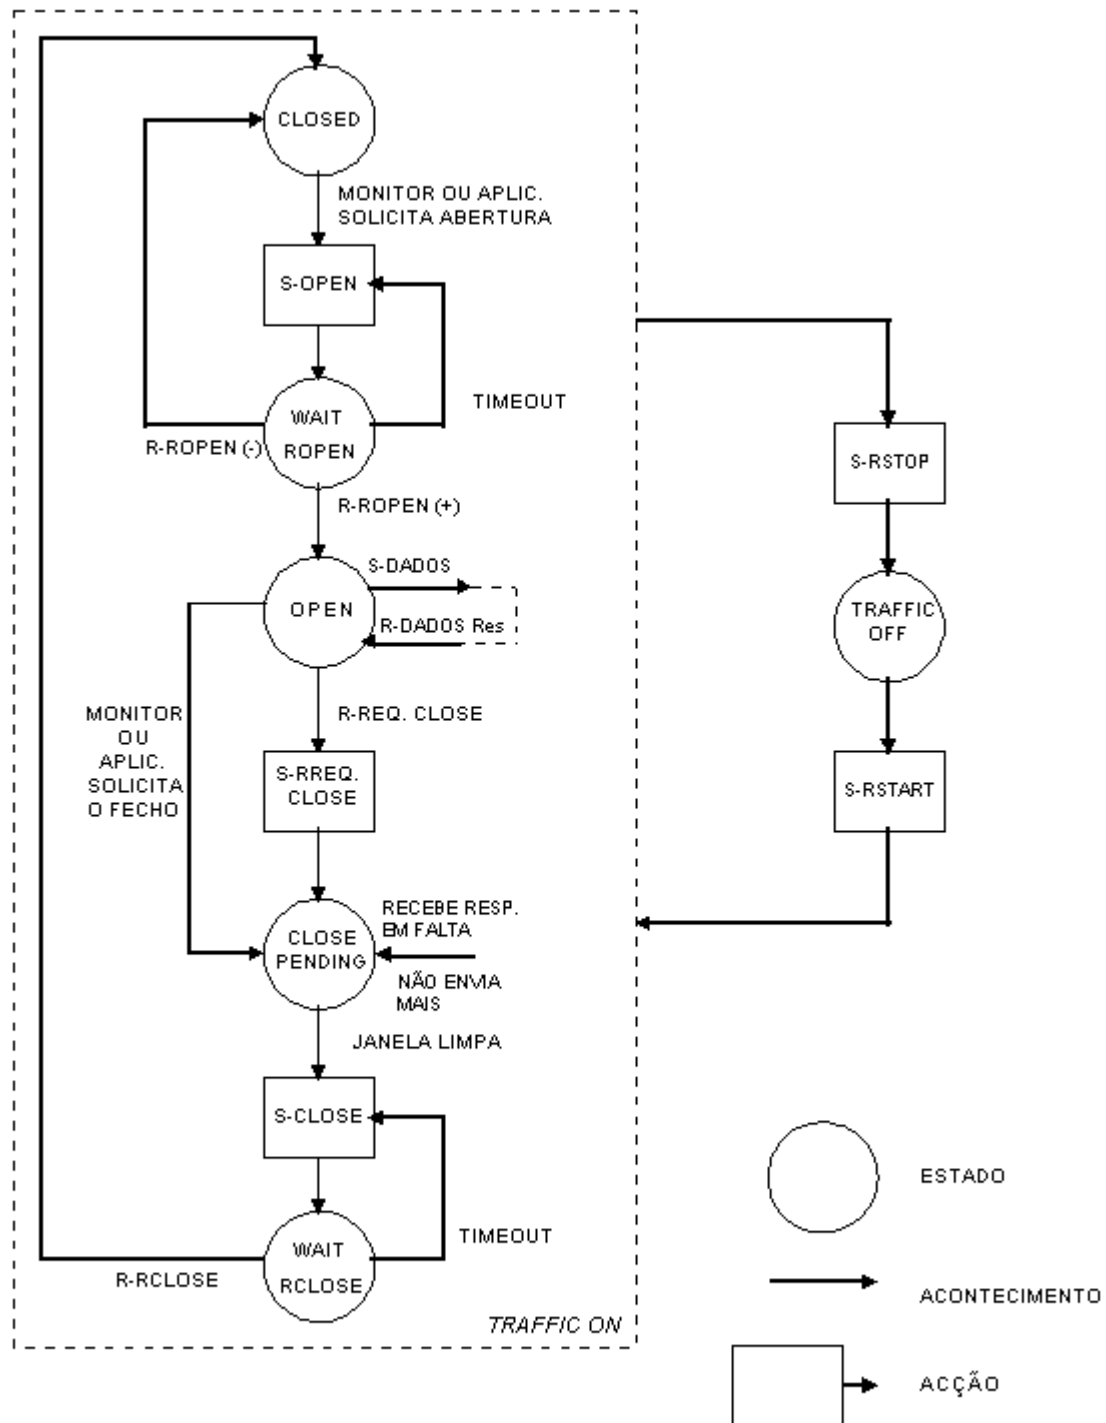 CLOSED
MONITOR OU APLIC.
SOLICITA ABERTURA
S-OPEN
WAIT
ROPEN
TIMEOUT
R-ROPEN (-)
R-ROPEN (+)
S-DADOS
OPEN
R-DADOS Res
R-REQ. CLOSE
MONITOR
OU
APLIC.
SOLICITA
O FECHO
S-RREQ.
CLOSE
RECEBE RESP.
EM FALTA
CLOSE
PENDING
NÃO ENVIA
MAIS
JANELA LIMPA
S-CLOSE
WAIT
RCLOSE
TIMEOUT
R-RCLOSE
TRAFFIC ON
S-RSTOP
TRAFFIC
OFF
S-RSTART
ESTADO
ACONTECIMENTO
ACÇÃO